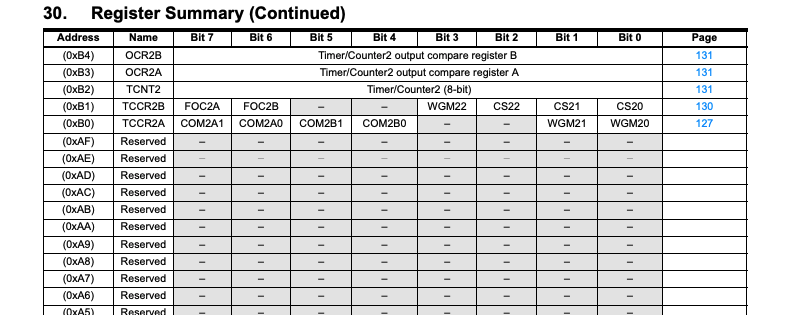 30. Register Summary (Continued)
Address Name Bit 7 Bit 6 Bit 5 Bit 4 Bit 3 Bit 2 Bit 1 Bit 0 Page
(0xB4) OCR2B Timer/Counter2 output compare register B 131
(0xB3) OCR2A Timer/Counter2 output compare register A 131
(0xB2) TCNT2 Timer/Counter2 (8-bit) 131
(0xB1) TCCR2B FOC2A FOC2B – – WGM22 CS22 CS21 CS20 130
(0xB0) TCCR2A COM2A1 COM2A0 COM2B1 COM2B0 – – WGM21 WGM20 127
(0xAF) Reserved – – – – – – – –
(0xAE) Reserved – – – – – – – –
(0xAD) Reserved – – – – – – – –
(0xAC) Reserved – – – – – – – –
(0xAB) Reserved – – – – – – – –
(0xAA) Reserved – – – – – – – –
(0xA9) Reserved – – – – – – – –
(0xA8) Reserved – – – – – – – –
(0xA7) Reserved – – – – – – – –
(0xA6) Reserved – – – – – – – –
(0xA5) Reserved – – – – – – – –